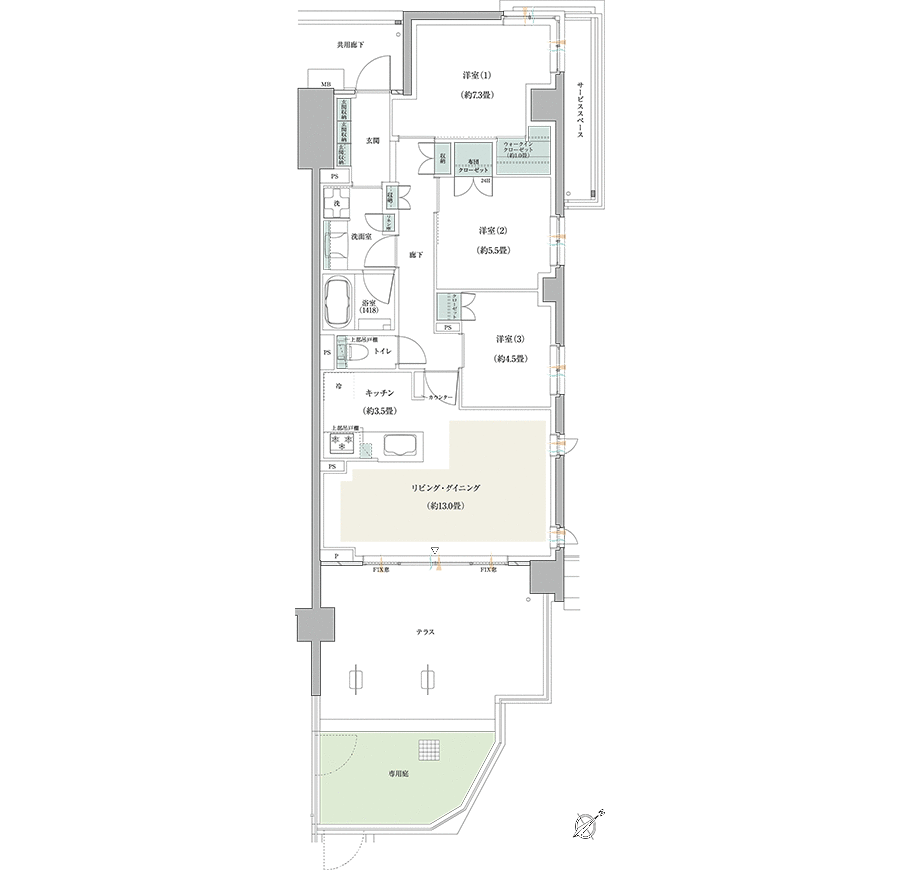 共用廊下
MB
玄関収納
玄関収納
玄関収納
玄関
洋室(1)
(約7.3畳)
サービススペース
収納
布団
クローゼット
ウォークイン
クローゼット
(約1.0畳)
PS
洗
収納
リネン庫
洗面室
廊下
24H
洋室(2)
(約5.5畳)
浴室
(1418)
クローゼット
PS
洋室(3)
(約4.5畳)
PS
上部吊戸棚
トイレ
冷
キッチン
(約3.5畳)
カウンター
上部吊戸棚
PS
リビング・ダイニング
(約13.0畳)
P
FIX窓
FIX窓
テラス
専用庭